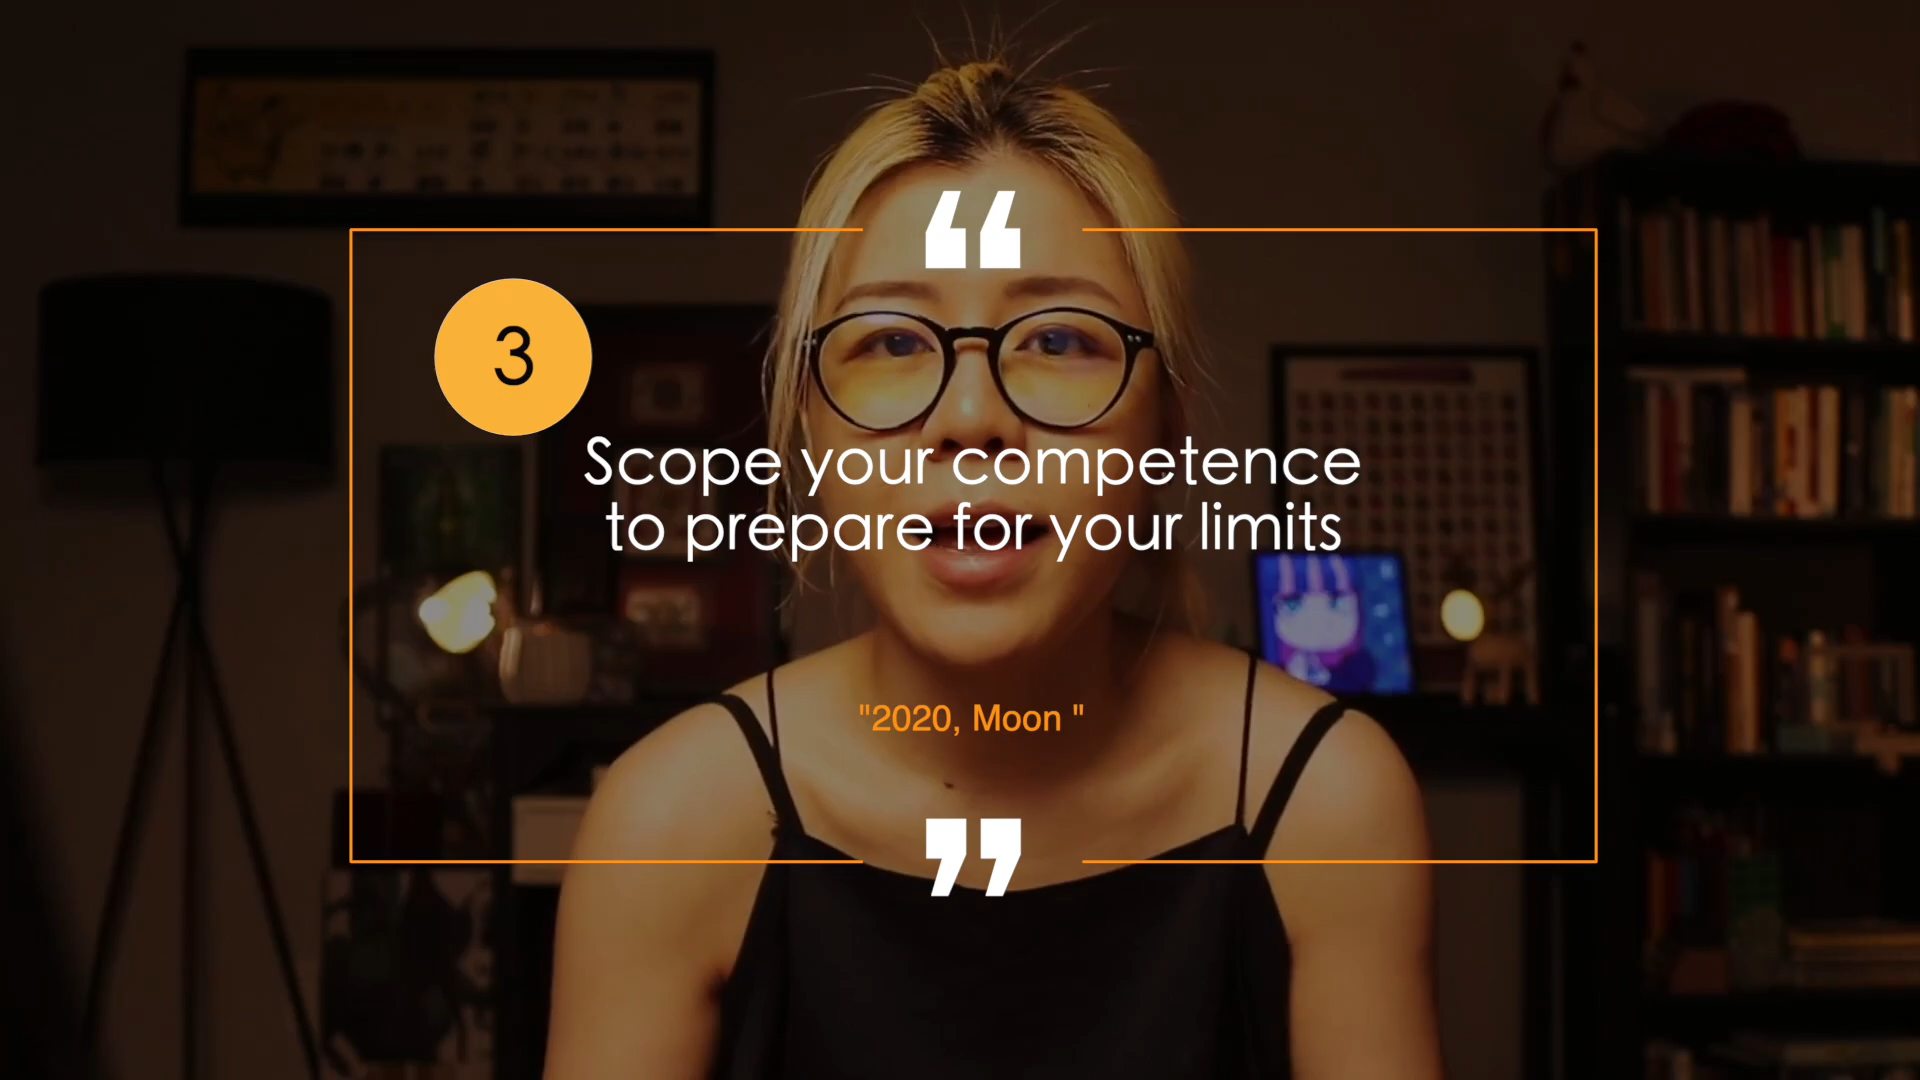 3
Scope your competence
to prepare for your limits
"2020, Moon "